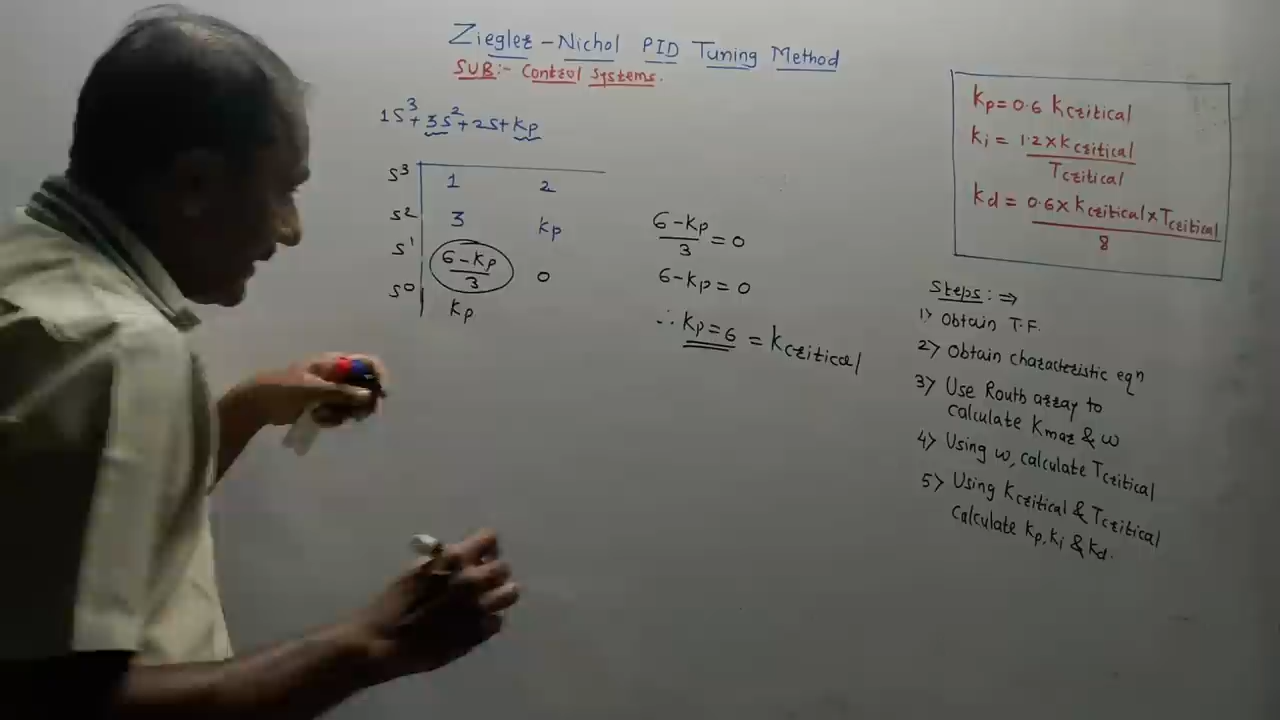 Ziegler-Nichol PID Tuning Method
SUB:- Control Systems.
1S³+3S²+2S+kp
S³ 1 2
S² 3 kp
S¹ 6-kp/3 0
S⁰ kp
6-kp/3 = 0
6-kp=0
∴ kp=6 = kcritical
kp=0.6 kcritical
ki = 1.2×kcritical/Tcritical
kd = 0.6×kcritical×Tcritical/8
Steps:⇒
1> Obtain T.F.
2> Obtain characteristic eqn
3> Use Routh array to
calculate Kmar & ω
4> Using ω, calculate Tcritical
5> Using Kcritical & Tcritical
calculate kp, ki & kd.